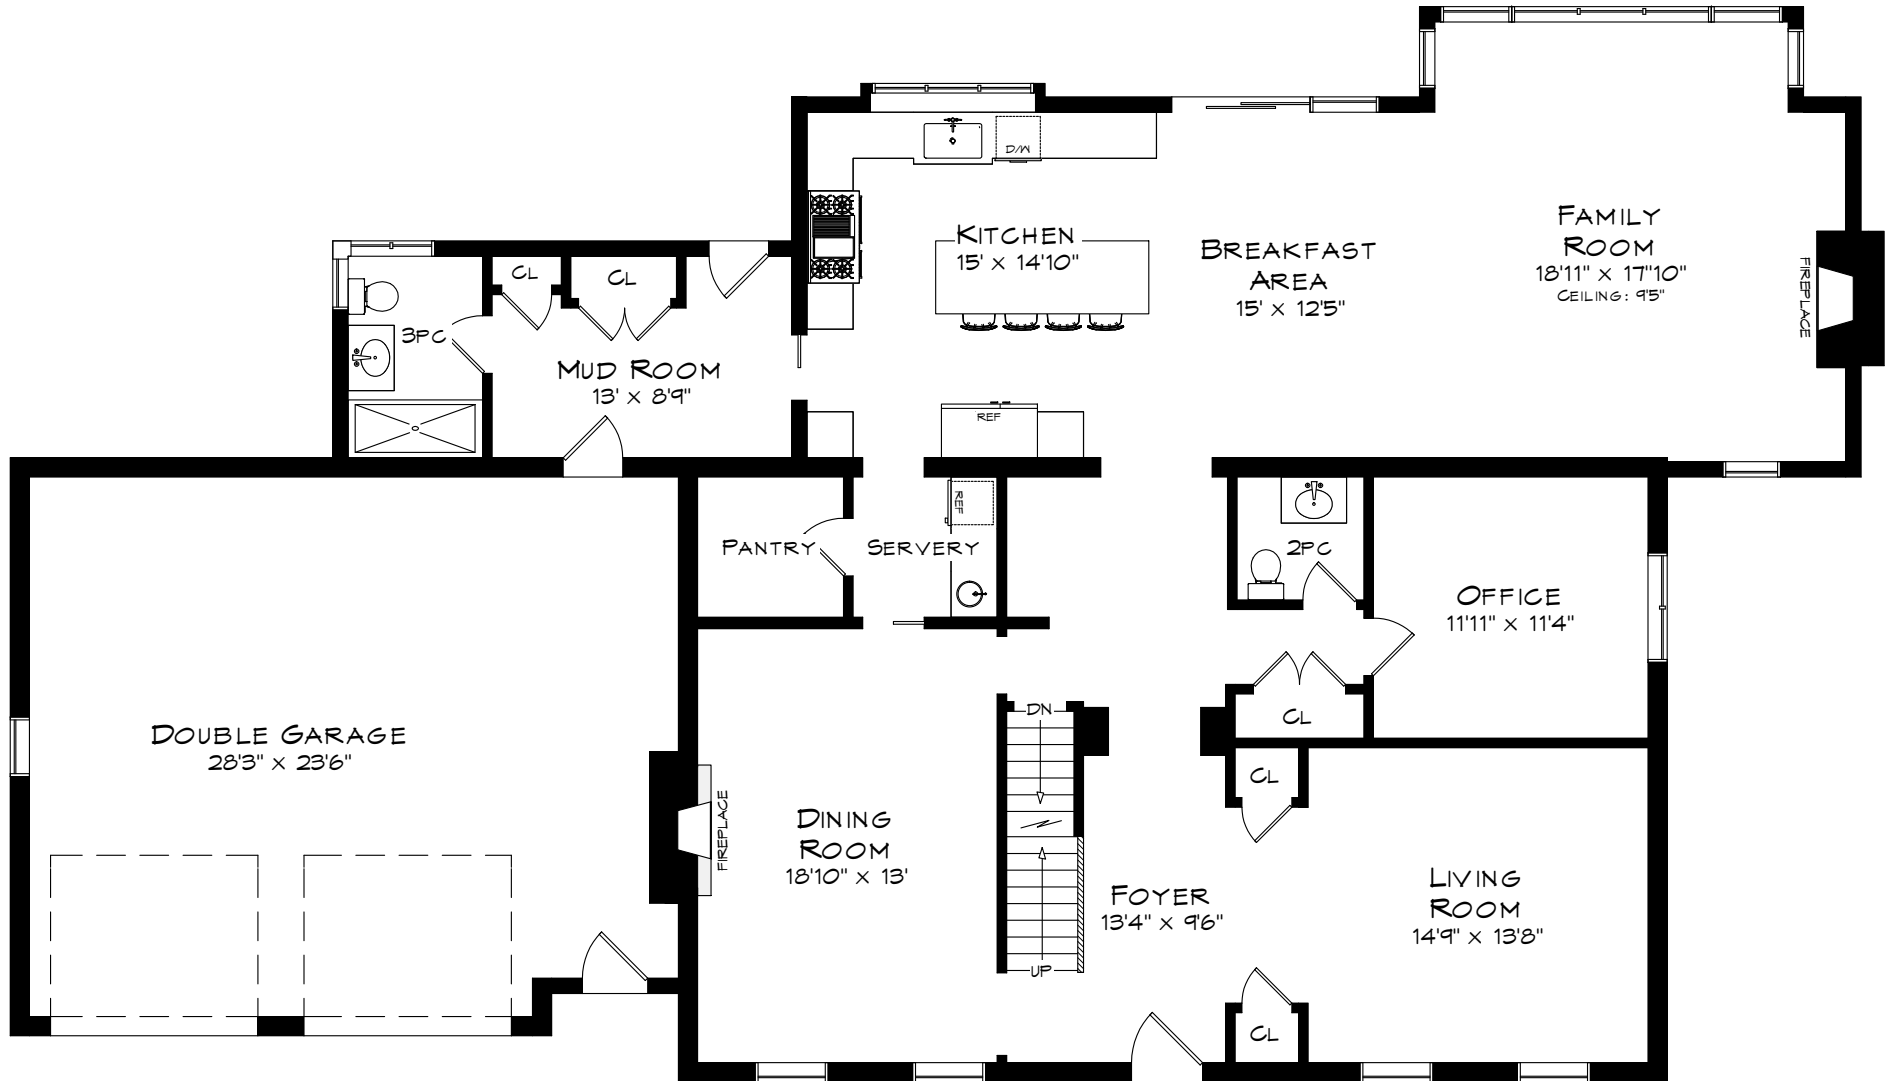 D/W
KITCHEN
15' x 14'10"
BREAKFAST
AREA
15' x 12'5"
FAMILY
ROOM
18'11" x 17"10"
CEILING: 9'5"
FIREPLACE
CL
CL
3PC
MUD ROOM
13' x 8'9"
REF
REF
PANTRY
SERVERY
2PC
OFFICE
11'11" x 11'4"
DOUBLE GARAGE
28'3" x 23'6"
FIREPLACE
DINING
ROOM
18'10" x 13'
DN
UP
CL
CL
FOYER
13'4" x 9'6"
LIVING
ROOM
14'9" x 13'8"
CL